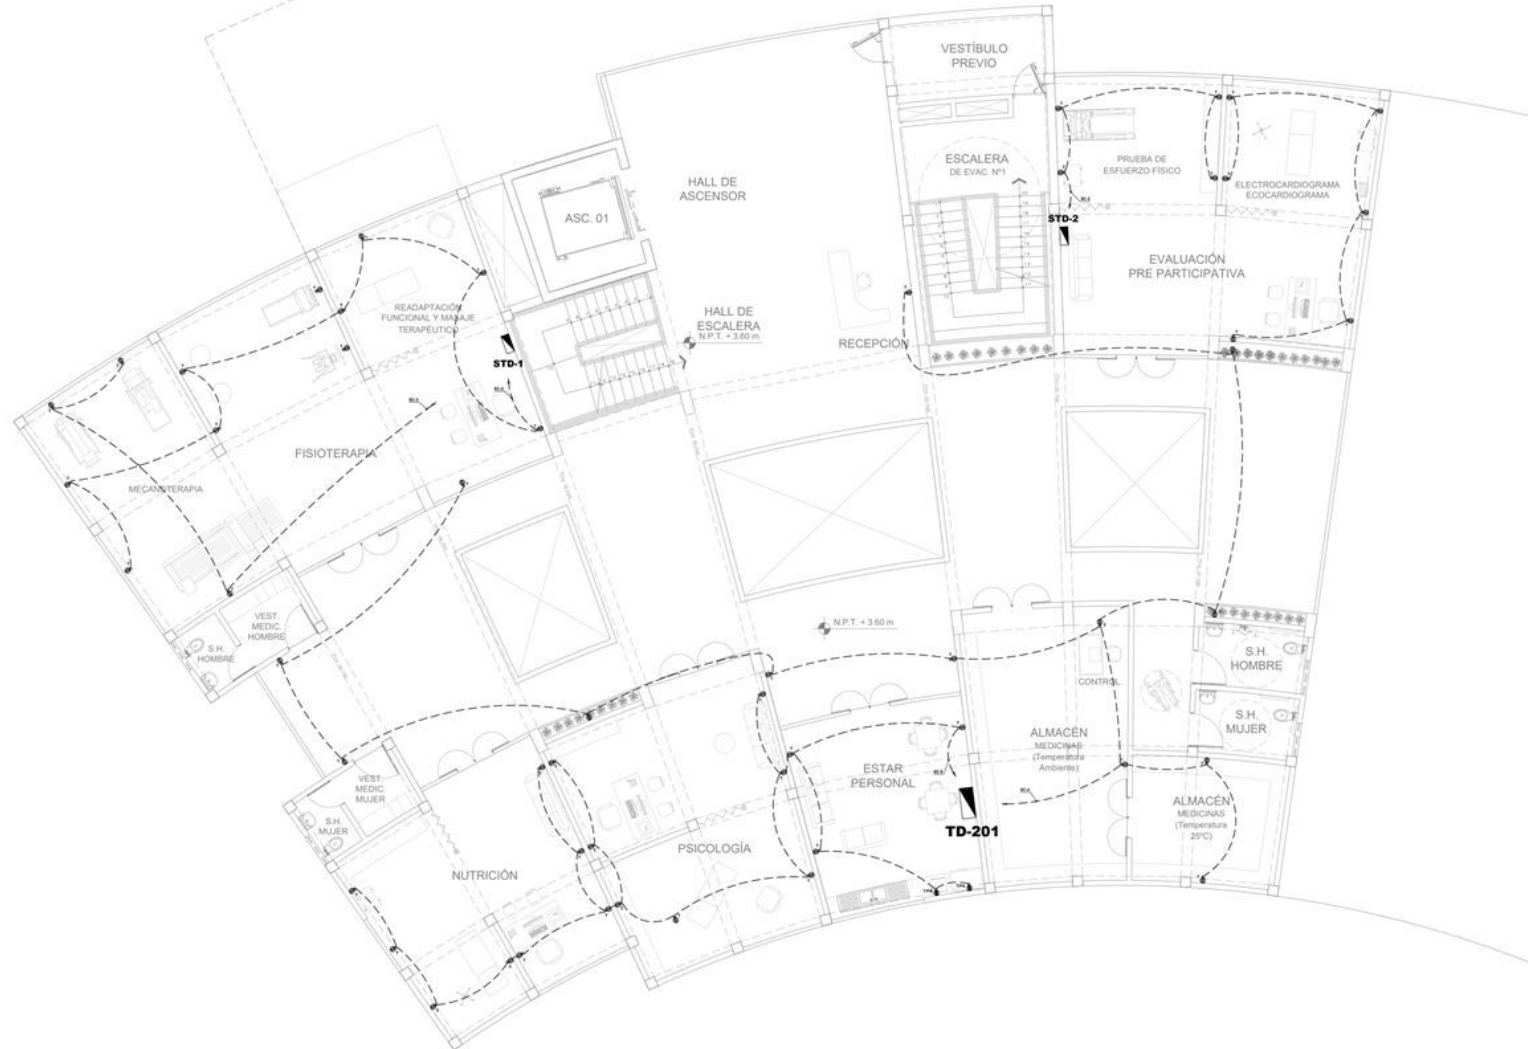 VESTÍBULO
PREVIO
ESCALERA
DE EVAC. Nº1
PRUEBA DE
ESFUERZO FÍSICO
ELECTROCARDIOGRAMA
ECOCARDIOGRAMA
HALL DE
ASCENSOR
ASC. 01
STD-2
EVALUACIÓN
PRE PARTICIPATIVA
READAPTACIÓN
FUNCIONAL Y MASAJE
TERAPÉUTICO
HALL DE
ESCALERA
N.P.T. + 3.60 m
RECEPCIÓN
STD-1
FISIOTERAPIA
MECANOTERAPIA
VEST.
MEDIC.
HOMBRE
S.H.
HOMBRE
N.P.T. + 3.60 m
S.H.
HOMBRE
CONTROL
S.H.
MUJER
ALMACÉN
MEDICINAS
(Temperatura
Ambiente)
ESTAR
PERSONAL
VEST.
MEDIC.
MUJER
S.H.
MUJER
ALMACÉN
MEDICINAS
(Temperatura
25ºC)
TD-201
PSICOLOGÍA
NUTRICIÓN